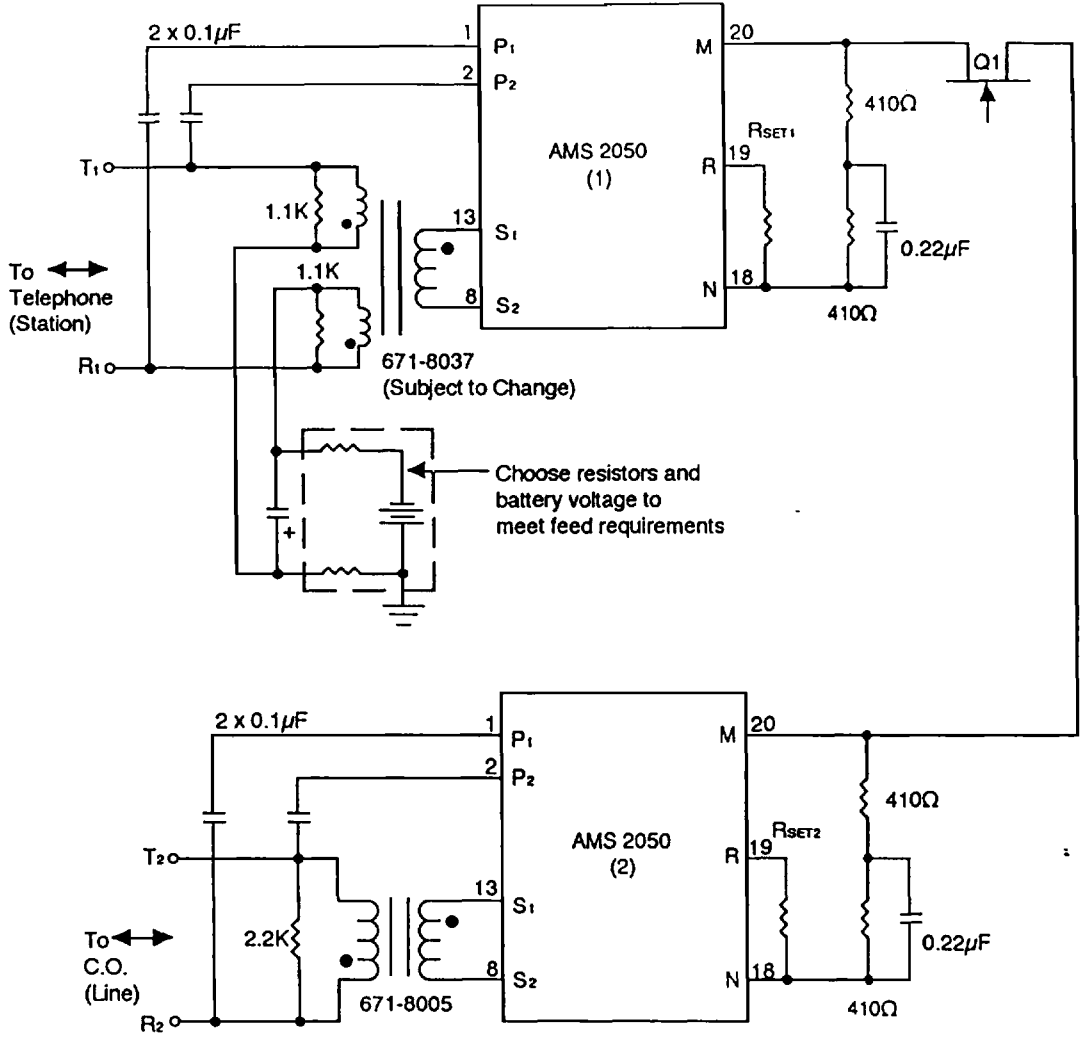 2 x 0.1µF
1
P1
2
P2
M
20
Q1
410Ω
RSET1
AMS 2050
(1)
R
19
T1
1.1K
13
S1
0.22µF
To
Telephone
(Station)
1.1K
8
S2
N
18
410Ω
R1
671-8037
(Subject to Change)
Choose resistors and
battery voltage to
meet feed requirements
+
2 x 0.1µF
1
P1
M
20
2
P2
410Ω
RSET2
AMS 2050
(2)
R
19
T2
13
S1
2.2K
0.22µF
To
C.O.
(Line)
8
S2
N
18
671-8005
410Ω
R2